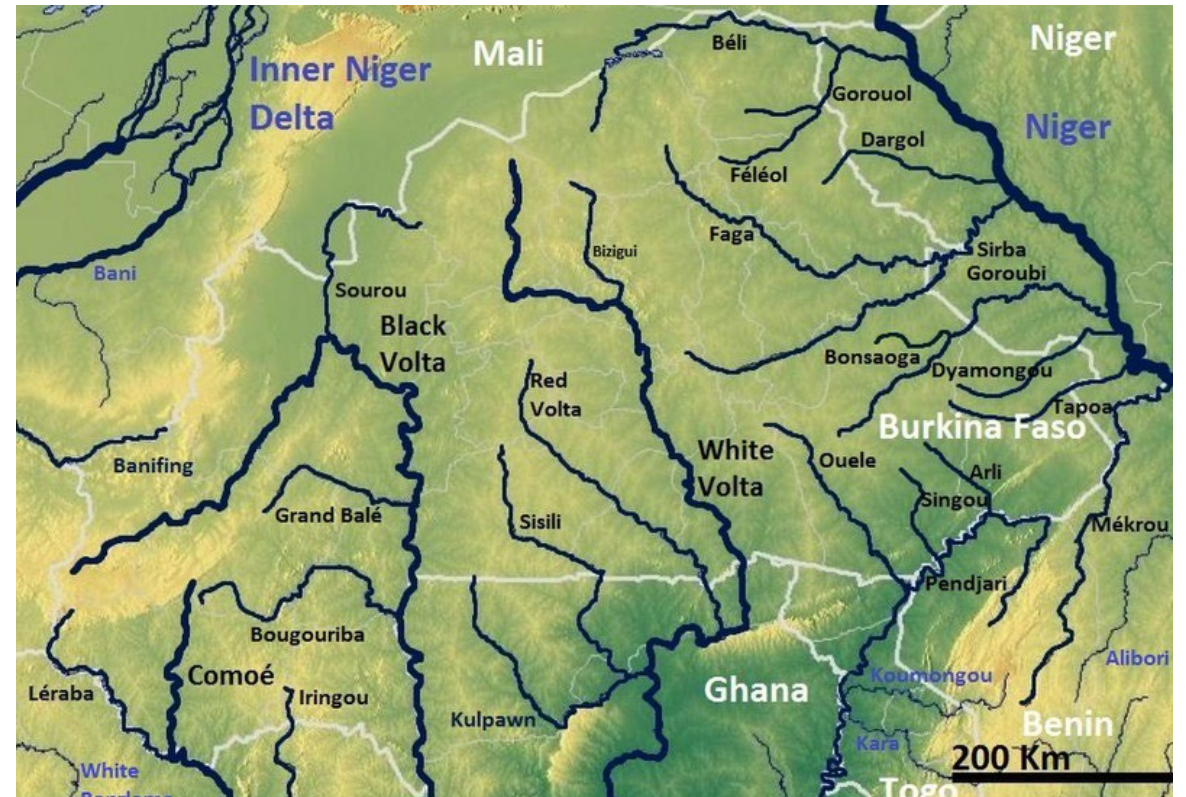 Mali
Béli
Niger
Inner Niger
Delta
Gorouol
Niger
Dargol
Féléol
Faga
Bizigui
Sirba
Goroubi
Bani
Sourou
Black
Volta
Bonsaoga
Dyamongou
Red
Volta
Tapoa
Burkina Faso
White
Volta
Ouele
Banifing
Arli
Singou
Grand Balé
Sisili
Mékrou
Pendjari
Bougouriba
Alibori
Comoé
Koumongou
Léraba
Iringou
Ghana
Kulpawn
Benin
Kara
200 Km
White
Togo